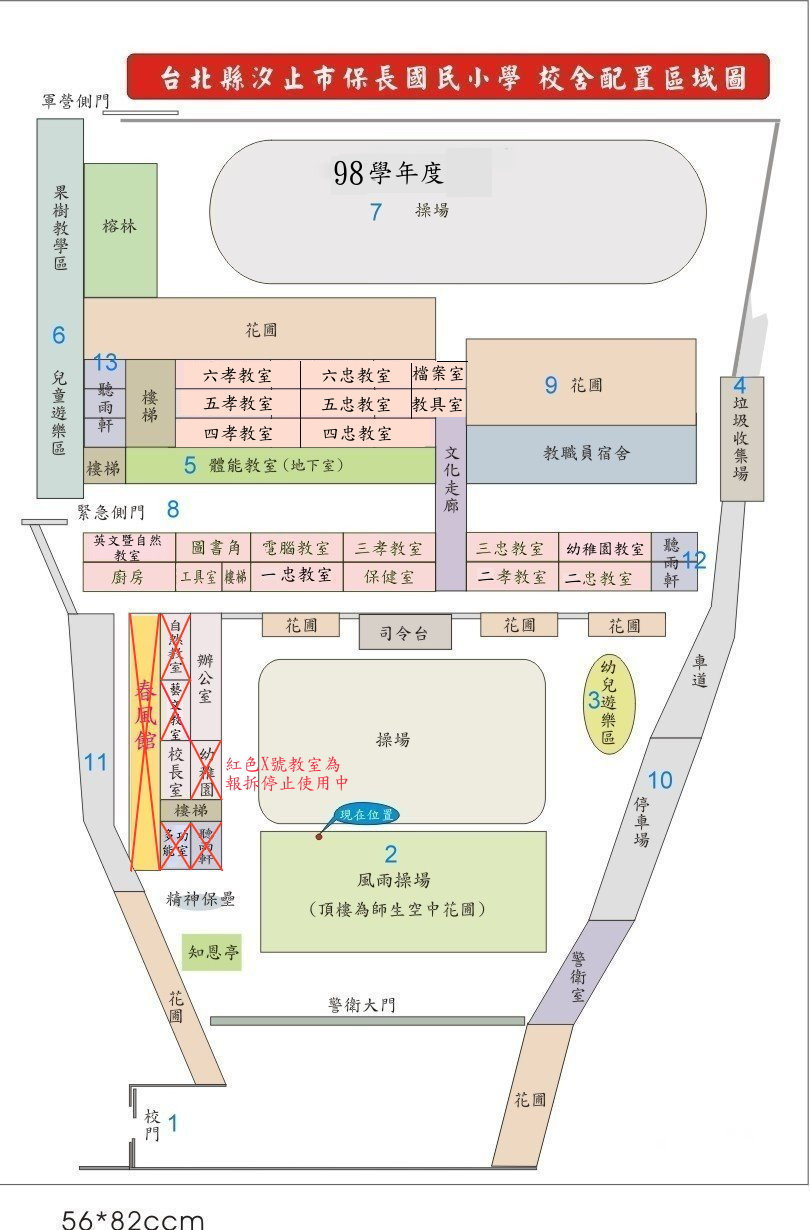 台北縣汐止市保長國民小學 校舍配置區域圖
軍營側門
98學年度
7 操場
果樹教學區
榕林
6
兒童遊樂區
花圃
13
聽雨軒
樓梯
六孝教室
六忠教室
檔案室
五孝教室
五忠教室
教具室
四孝教室
四忠教室
樓梯
5 體能教室(地下室)
文化走廊
9 花圃
教職員宿舍
4
垃圾收集場
緊急側門 8
英文暨自然
教室
圖書角
電腦教室
三孝教室
三忠教室
幼稚園教室
聽雨軒
12
廚房
工具室
樓梯
一忠教室
保健室
二孝教室
二忠教室
花圃
司令台
花圃
花圃
春風館
自然教室
辦公室
藝文教室
校長室
幼稚園
紅色X號教室為
報拆停止使用中
樓梯
多功能室
聽雨軒
操場
3
幼兒遊樂區
車道
11
10
停車場
現在位置
2
風雨操場
(頂樓為師生空中花圃)
精神保壘
知恩亭
花圃
警衛室
警衛大門
花圃
校門 1
56*82ccm